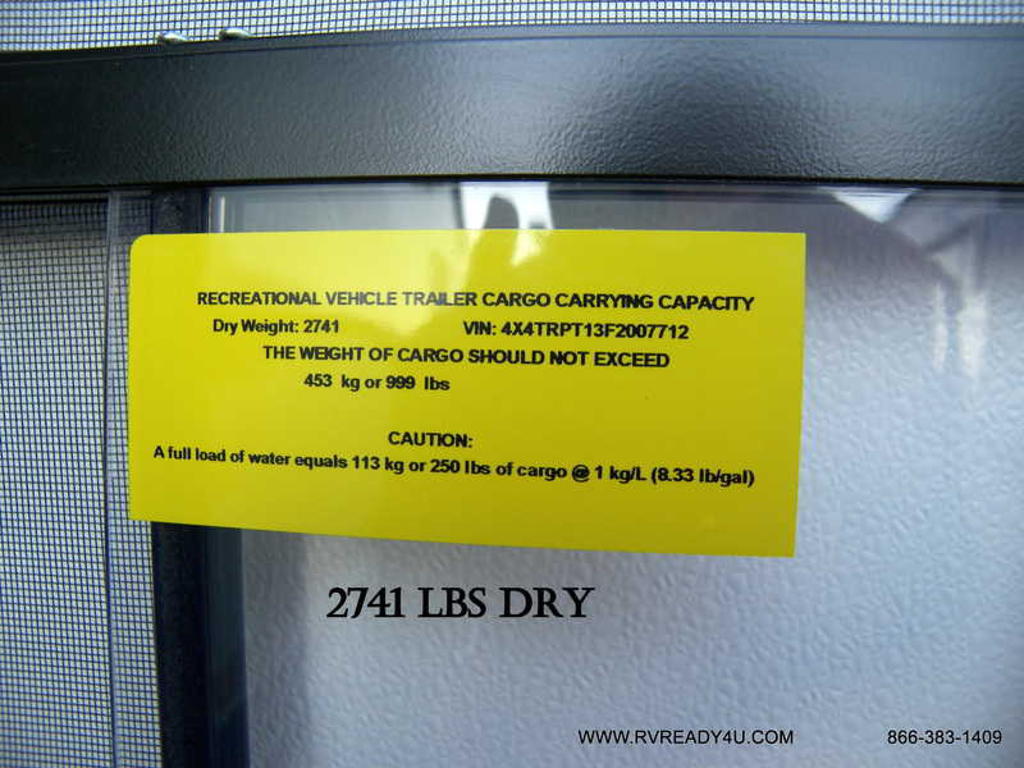 RECREATIONAL VEHICLE TRAILER CARGO CARRYING CAPACITY
Dry Weight: 2741 VIN: 4X4TRPT13F2007712
THE WEIGHT OF CARGO SHOULD NOT EXCEED
453 kg or 999 lbs
CAUTION:
A full load of water equals 113 kg or 250 lbs of cargo @ 1 kg/L (8.33 lb/gal)
2741 LBS DRY
WWW.RVREADY4U.COM 866-383-1409